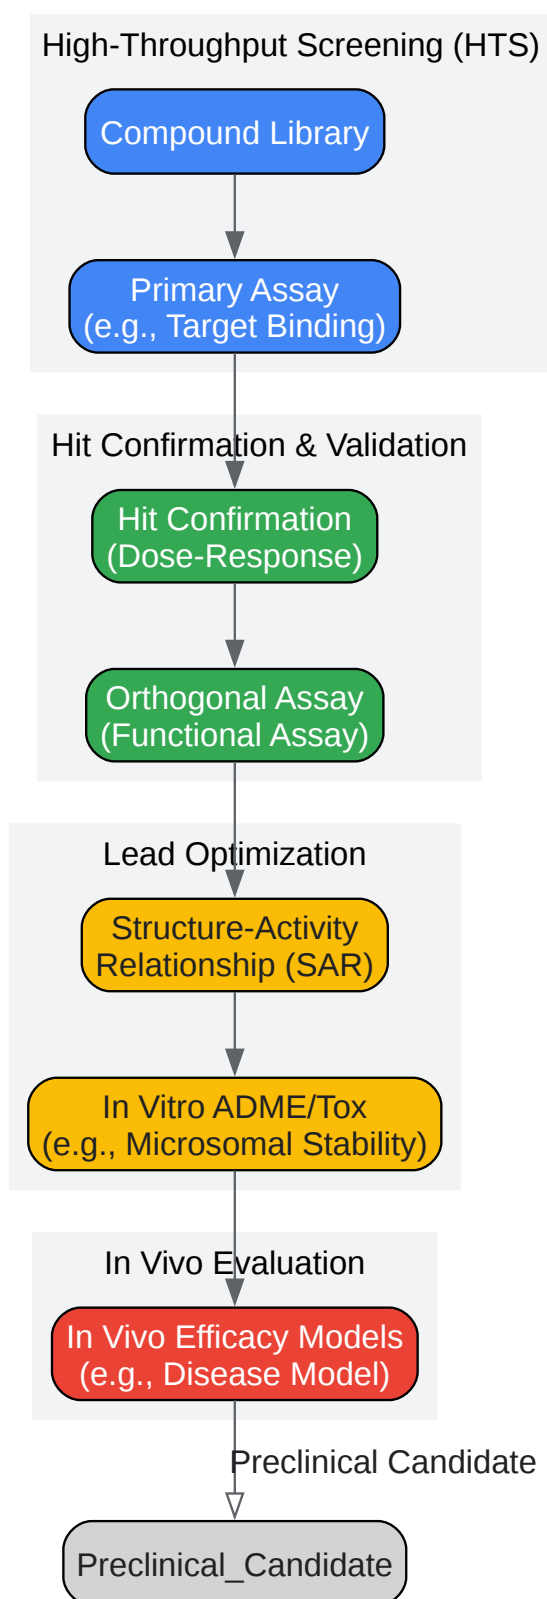 High-Throughput Screening (HTS)
Compound Library
Primary Assay
(e.g., Target Binding)
Hit Confirmation & Validation
Hit Confirmation
(Dose-Response)
Orthogonal Assay
(Functional Assay)
Lead Optimization
Structure-Activity
Relationship (SAR)
In Vitro ADME/Tox
(e.g., Microsomal Stability)
In Vivo Evaluation
In Vivo Efficacy Models
(e.g., Disease Model)
Preclinical Candidate
Preclinical_Candidate